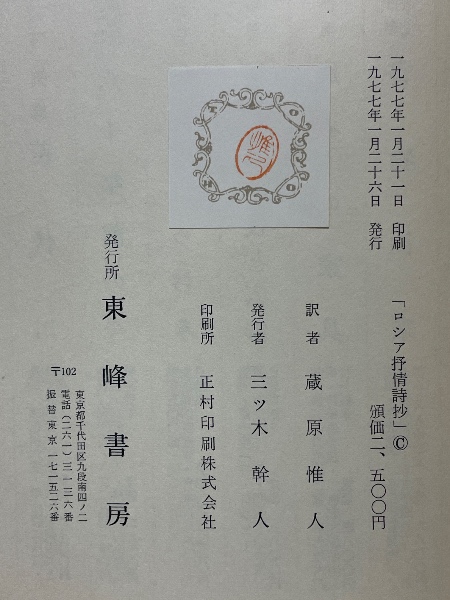 一九七七年一月二十一日 印刷
一九七七年一月二十六日 発行
「ロシア抒情詩抄」©
頒価二、五〇〇円
訳者 蔵原惟人
発行者 三ッ木幹人
印刷所 正村印刷株式会社
発行所 東峰書房
〒102 東京都千代田区九段南四ノ二
電話(二六一)三一三六番
振替東京一七一五二六番